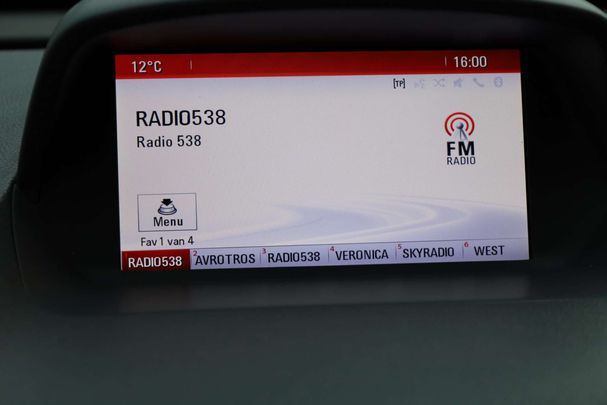 12°C 16:00
[TP]
RADIO538
Radio 538
FM
RADIO
Menu
Fav 1 van 4
RADIO538 2 AVROTROS 3 RADIO538 4 VERONICA 5 SKYRADIO 6 WEST